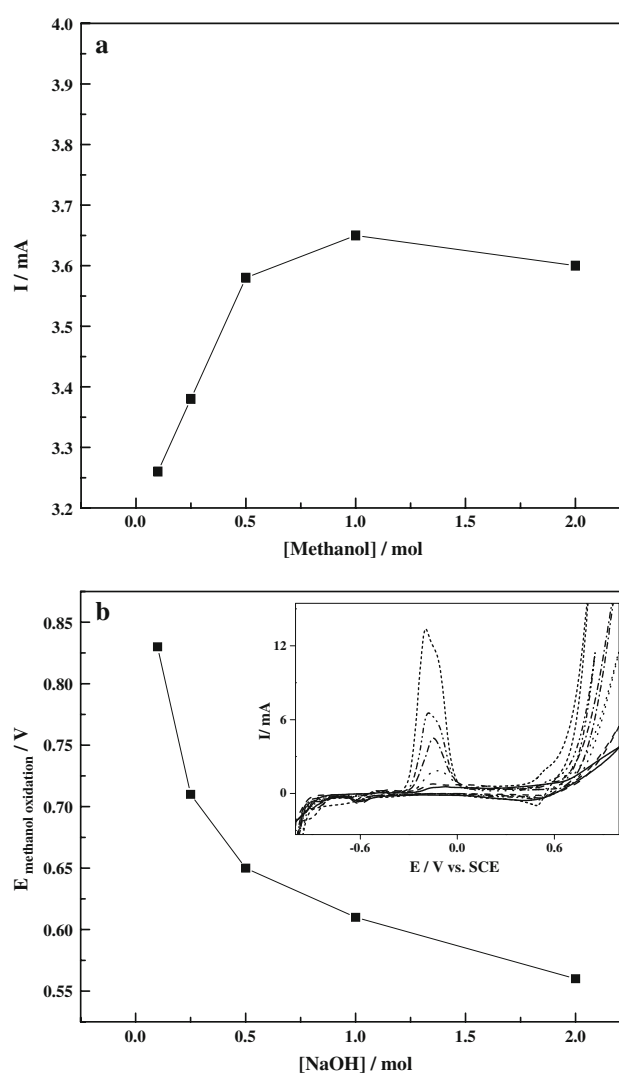 a
4.0
3.9
3.8
3.7
3.6
3.5
3.4
3.3
3.2
I / mA
0.0 0.5 1.0 1.5 2.0
[Methanol] / mol
b
0.85
0.80
0.75
0.70
0.65
0.60
0.55
E methanol oxidation / V
12
6
0
I/ mA
-0.6 0.0 0.6
E / V vs. SCE
0.0 0.5 1.0 1.5 2.0
[NaOH] / mol